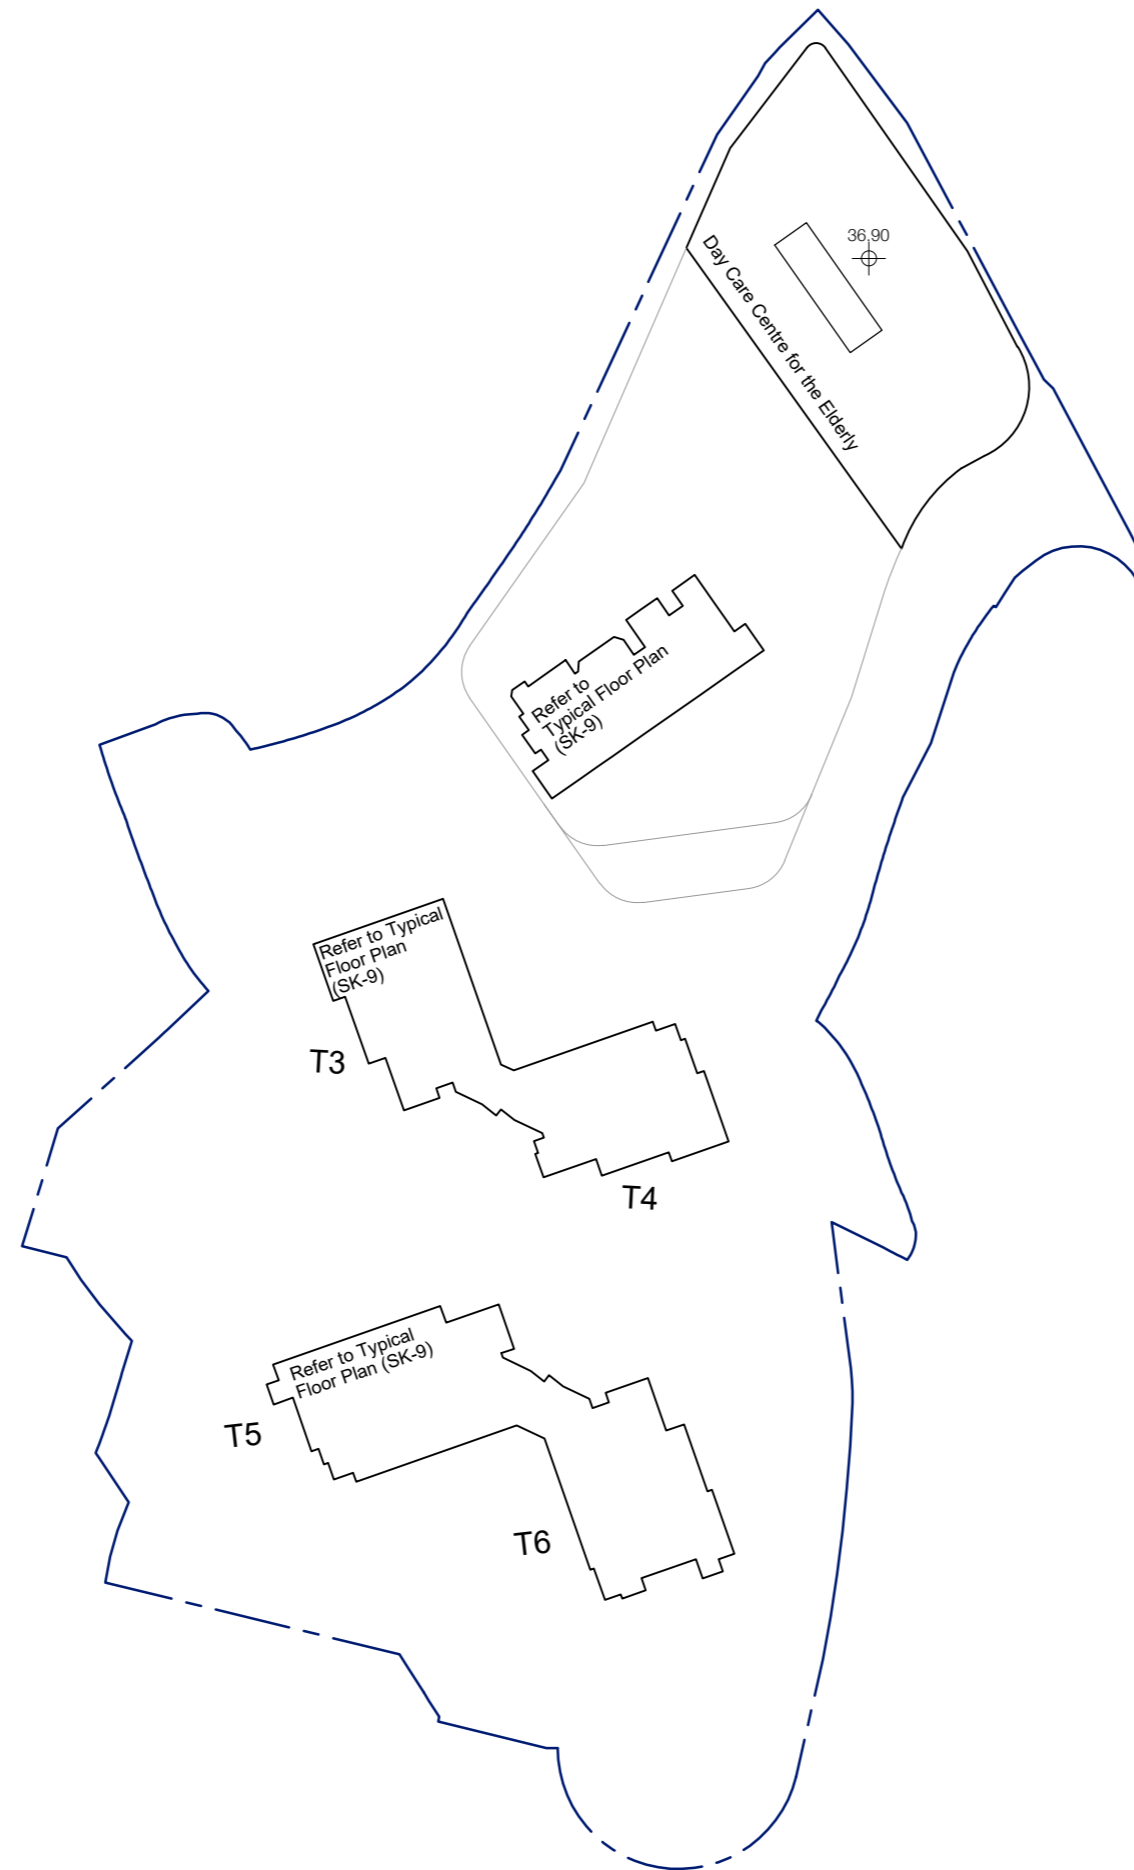 36.90
Day Care Centre for the Elderly
Refer to
Typical Floor Plan
(SK-9)
Refer to Typical
Floor Plan
(SK-9)
T3
T4
Refer to Typical
Floor Plan (SK-9)
T5
T6